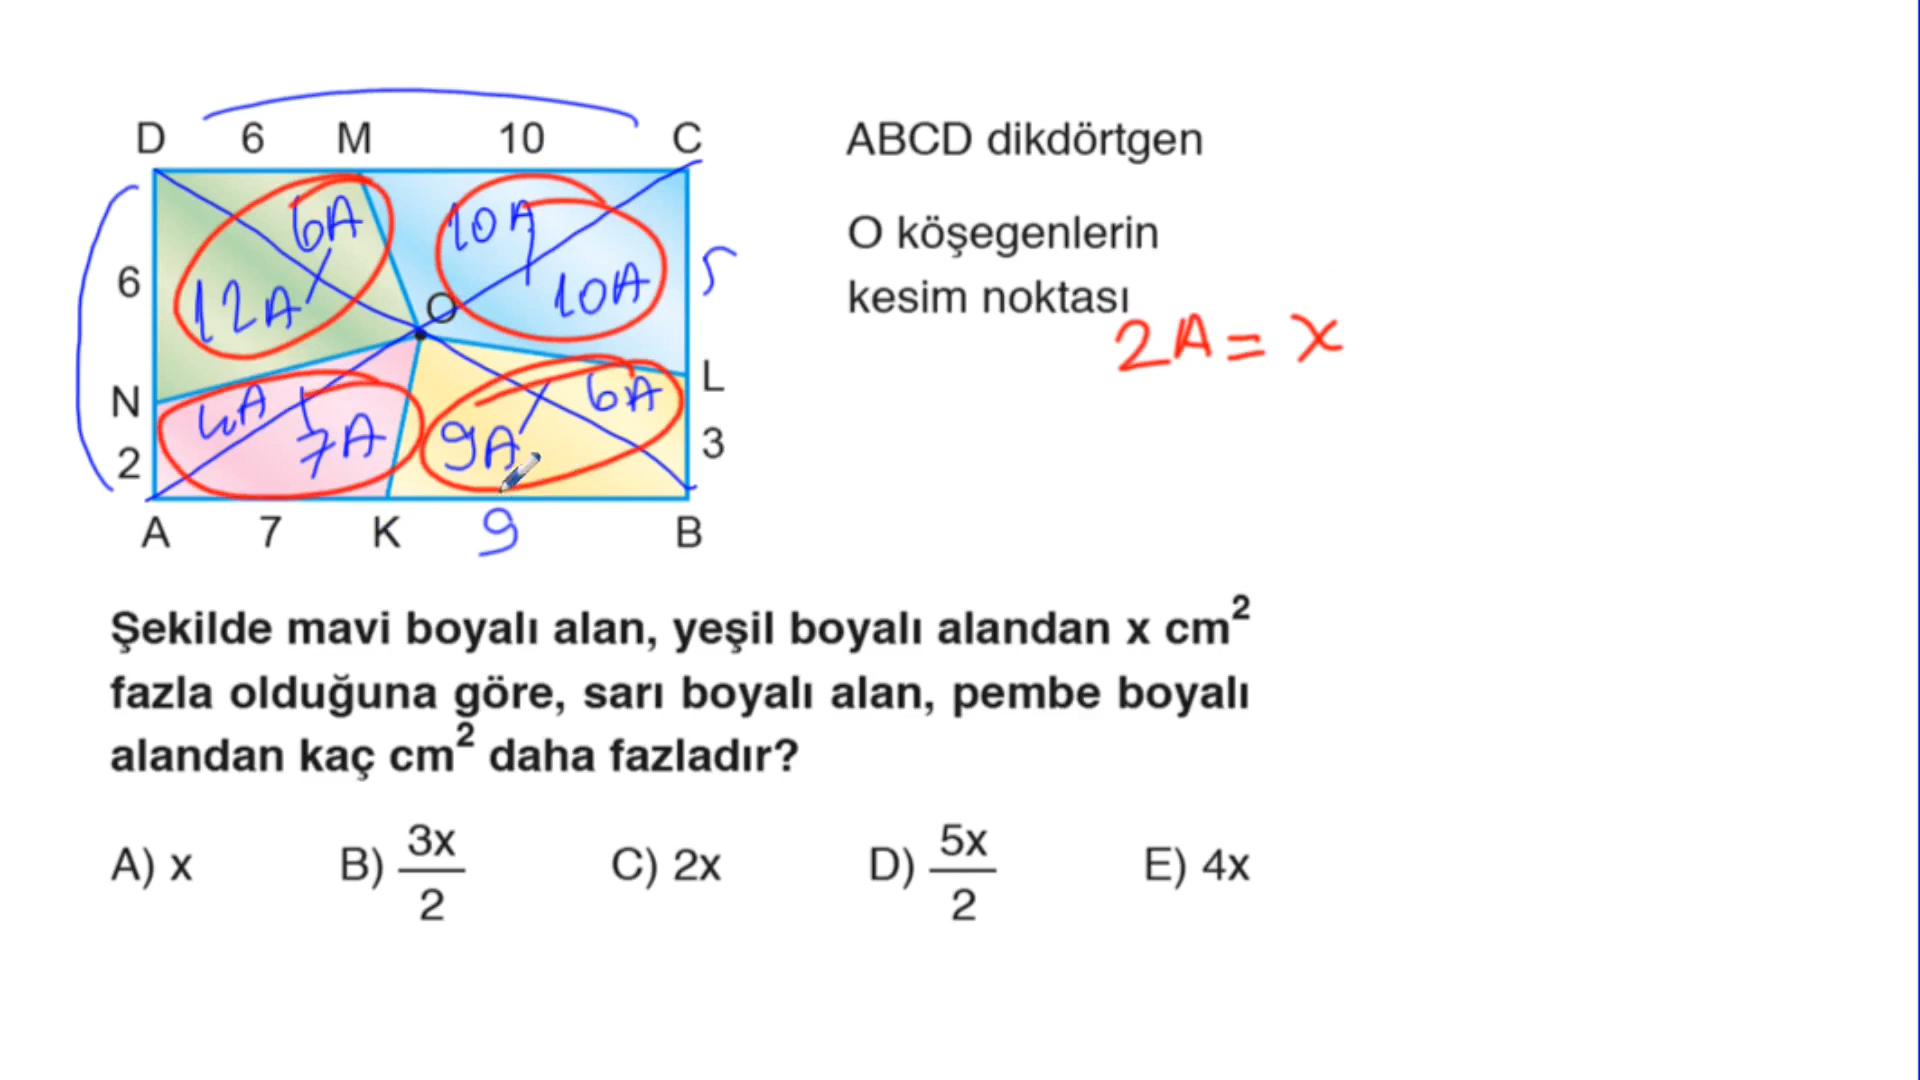 D 6 M 10 C
ABCD dikdörtgen
6A 10A
O köşegenlerin
6 12A 10A 5
O
kesim noktası
2A = x
N 4A 6A L
7A 9A 3
2
A 7 K 9 B
Şekilde mavi boyalı alan, yeşil boyalı alandan x cm²
fazla olduğuna göre, sarı boyalı alan, pembe boyalı
alandan kaç cm² daha fazladır?
A) x B) 3x/2 C) 2x D) 5x/2 E) 4x